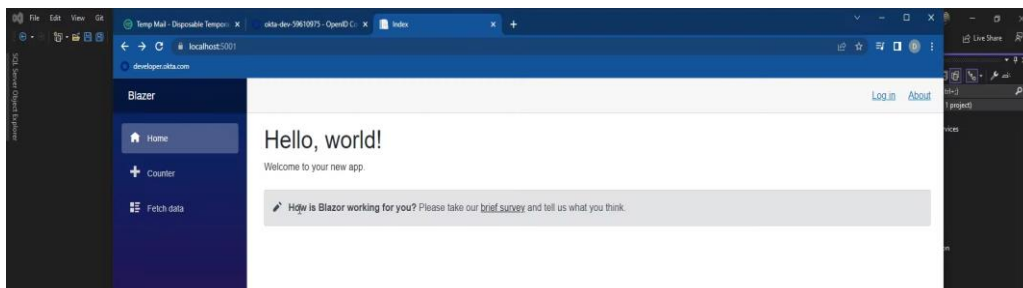 File Edit View Git
Temp Mail - Disposable Tempora
okta-dev-59610975 - OpenID Co
Index
Live Share
localhost:5001
developer.okta.com
SQL Server Object Explorer
Blazer
Log in About
1 project)
Home
Hello, world!
Welcome to your new app.
Counter
Fetch data
How is Blazor working for you? Please take our brief survey and tell us what you think.